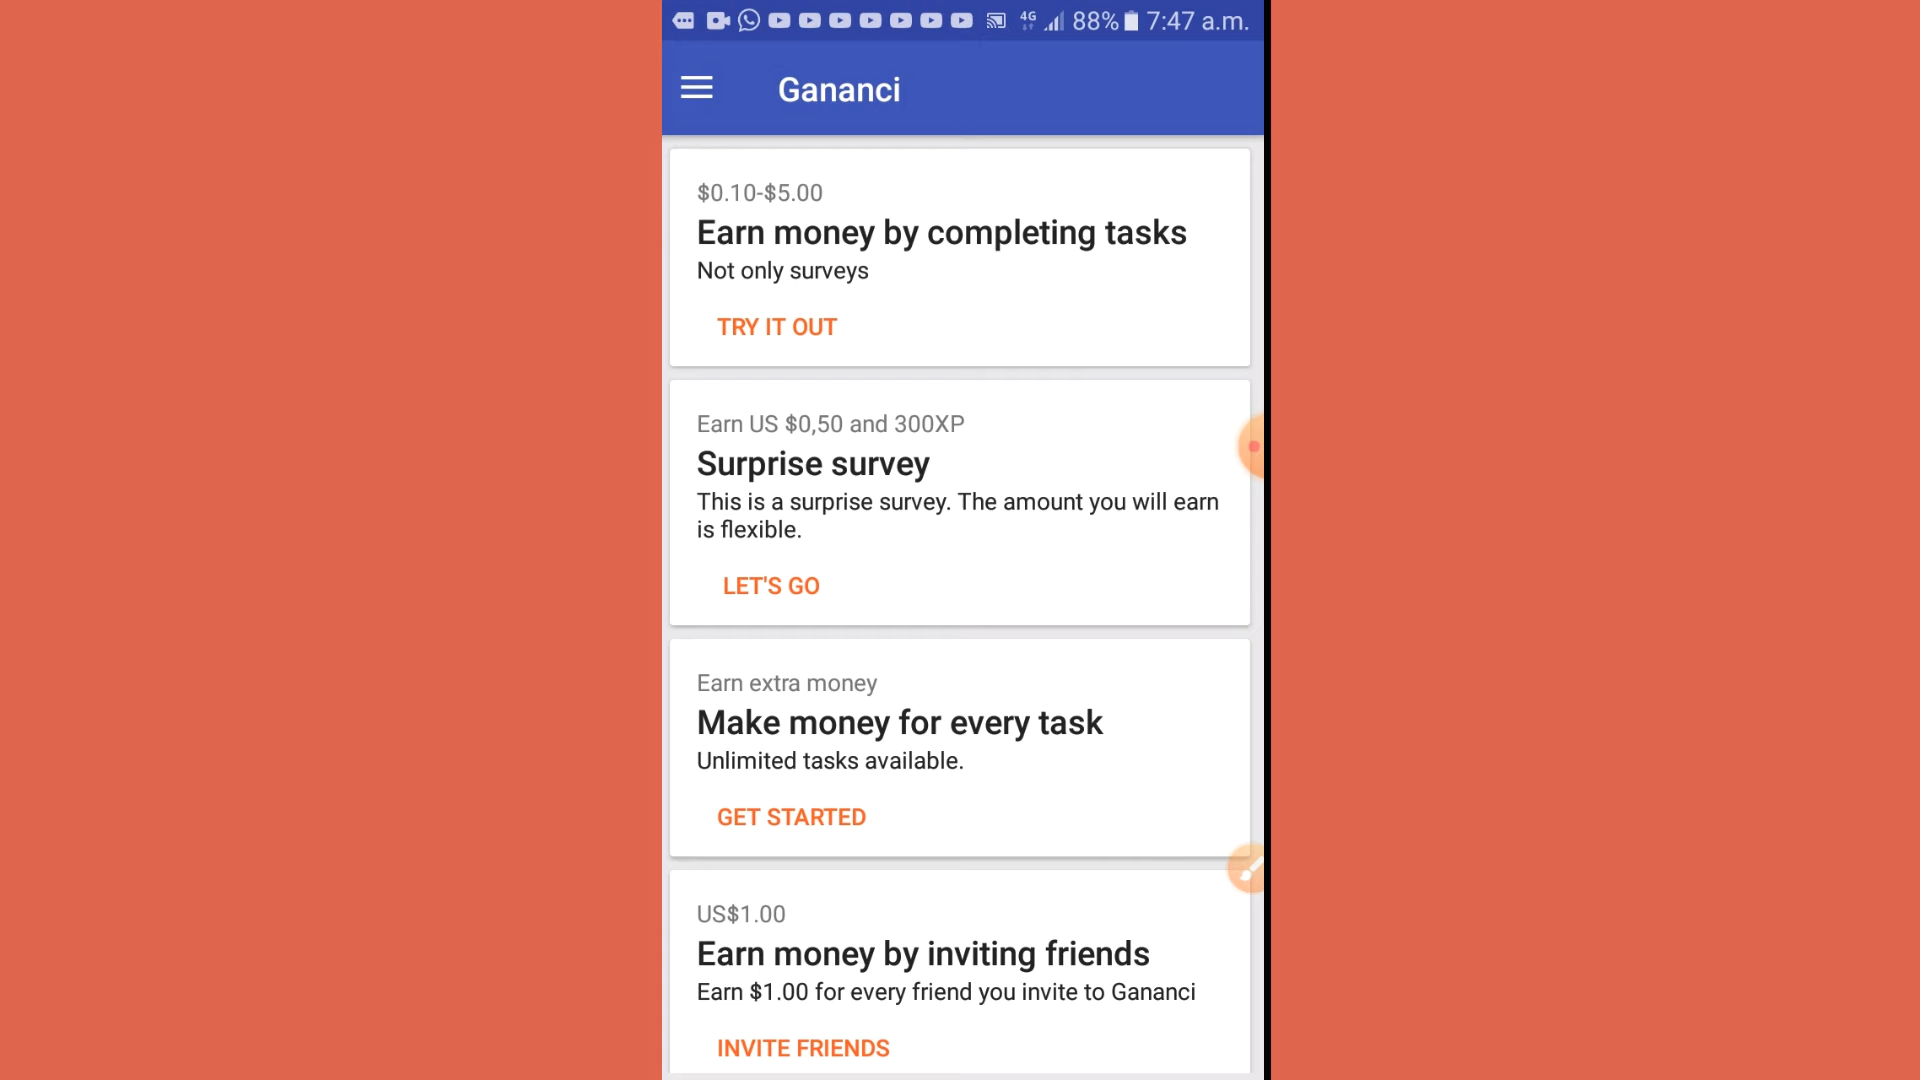 4G 88% 7:47 a.m.
Gananci
$0.10-$5.00
Earn money by completing tasks
Not only surveys
TRY IT OUT
Earn US $0,50 and 300XP
Surprise survey
This is a surprise survey. The amount you will earn
is flexible.
LET'S GO
Earn extra money
Make money for every task
Unlimited tasks available.
GET STARTED
US$1.00
Earn money by inviting friends
Earn $1.00 for every friend you invite to Gananci
INVITE FRIENDS